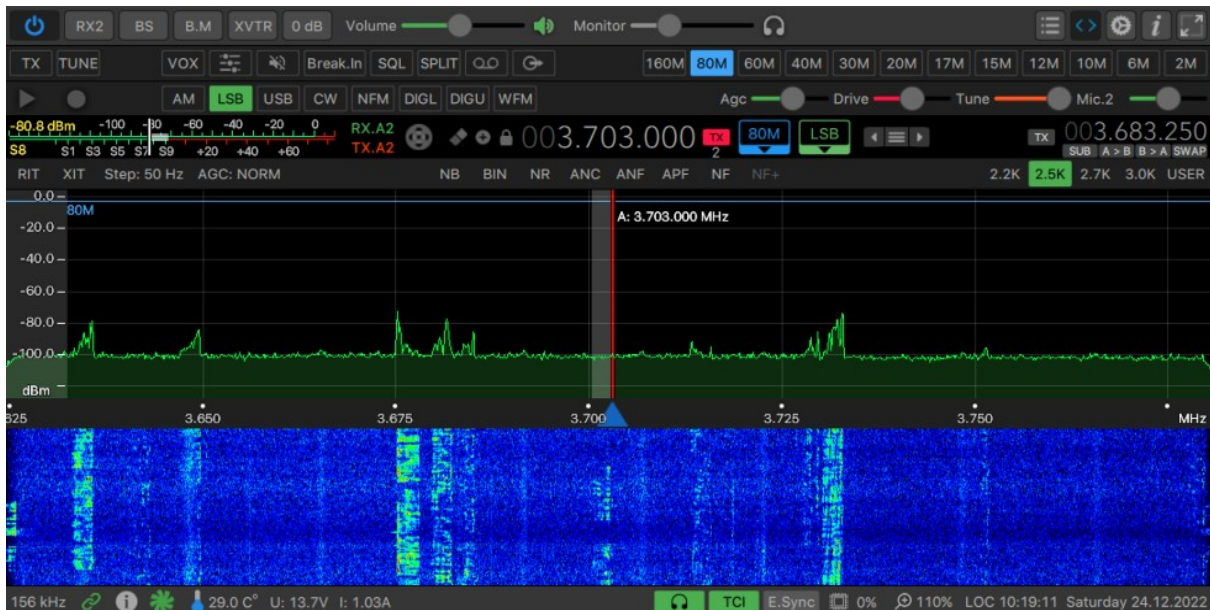 RX2 BS B.M XVTR 0 dB Volume Monitor
TX TUNE VOX Break.In SQL SPLIT 160M 80M 60M 40M 30M 20M 17M 15M 12M 10M 6M 2M
AM LSB USB CW NFM DIGL DIGU WFM Agc Drive Tune Mic.2
-80.8 dBm -100 -80 -60 -40 -20 0 RX.A2 003.703.000 TX 80M LSB TX 003.683.250
S8 S1 S3 S5 S7 S9 +20 +40 +60 TX.A2 2 SUB A > B B > A SWAP
RIT XIT Step: 50 Hz AGC: NORM NB BIN NR ANC ANF APF NF NF+ 2.2K 2.5K 2.7K 3.0K USER
0.0
80M
A: 3.703.000 MHz
-20.0
-40.0
-60.0
-80.0
-100.0
dBm
325 3.650 3.675 3.700 3.725 3.750 MHz
156 kHz 29.0 C° U: 13.7V I: 1.03A TCI E.Sync 0% 110% LOC 10:19:11 Saturday 24.12.2022